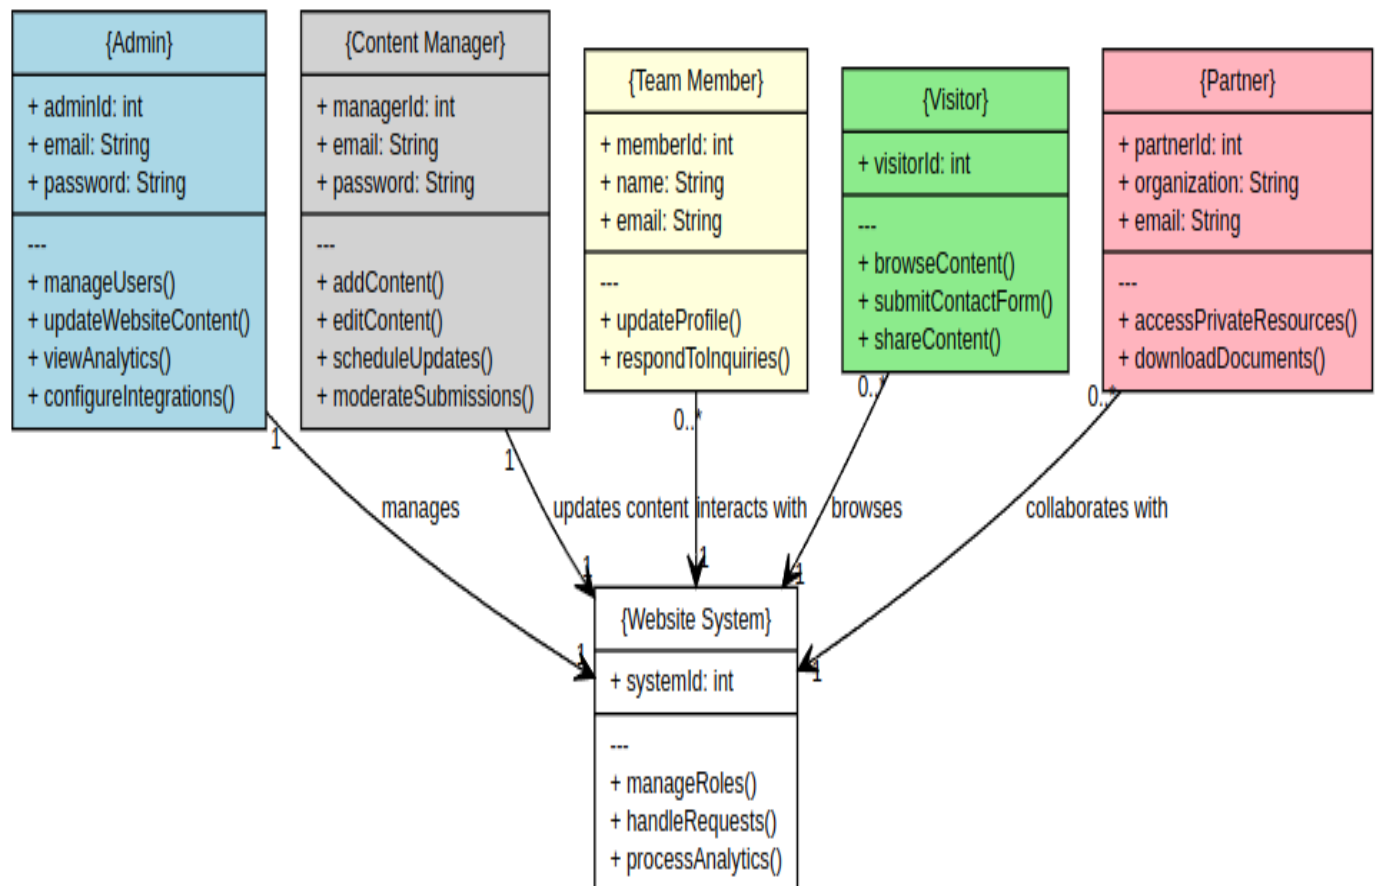 {Admin}
+ adminId: int
+ email: String
+ password: String
---
+ manageUsers()
+ updateWebsiteContent()
+ viewAnalytics()
+ configureIntegrations()
{Content Manager}
+ managerId: int
+ email: String
+ password: String
---
+ addContent()
+ editContent()
+ scheduleUpdates()
+ moderateSubmissions()
{Team Member}
+ memberId: int
+ name: String
+ email: String
---
+ updateProfile()
+ respondToInquiries()
{Visitor}
+ visitorId: int
---
+ browseContent()
+ submitContactForm()
+ shareContent()
{Partner}
+ partnerId: int
+ organization: String
+ email: String
---
+ accessPrivateResources()
+ downloadDocuments()
1
1
0..*
0..*
0..*
manages
updates content
interacts with
browses
collaborates with
1
1
1
1
1
{Website System}
+ systemId: int
---
+ manageRoles()
+ handleRequests()
+ processAnalytics()